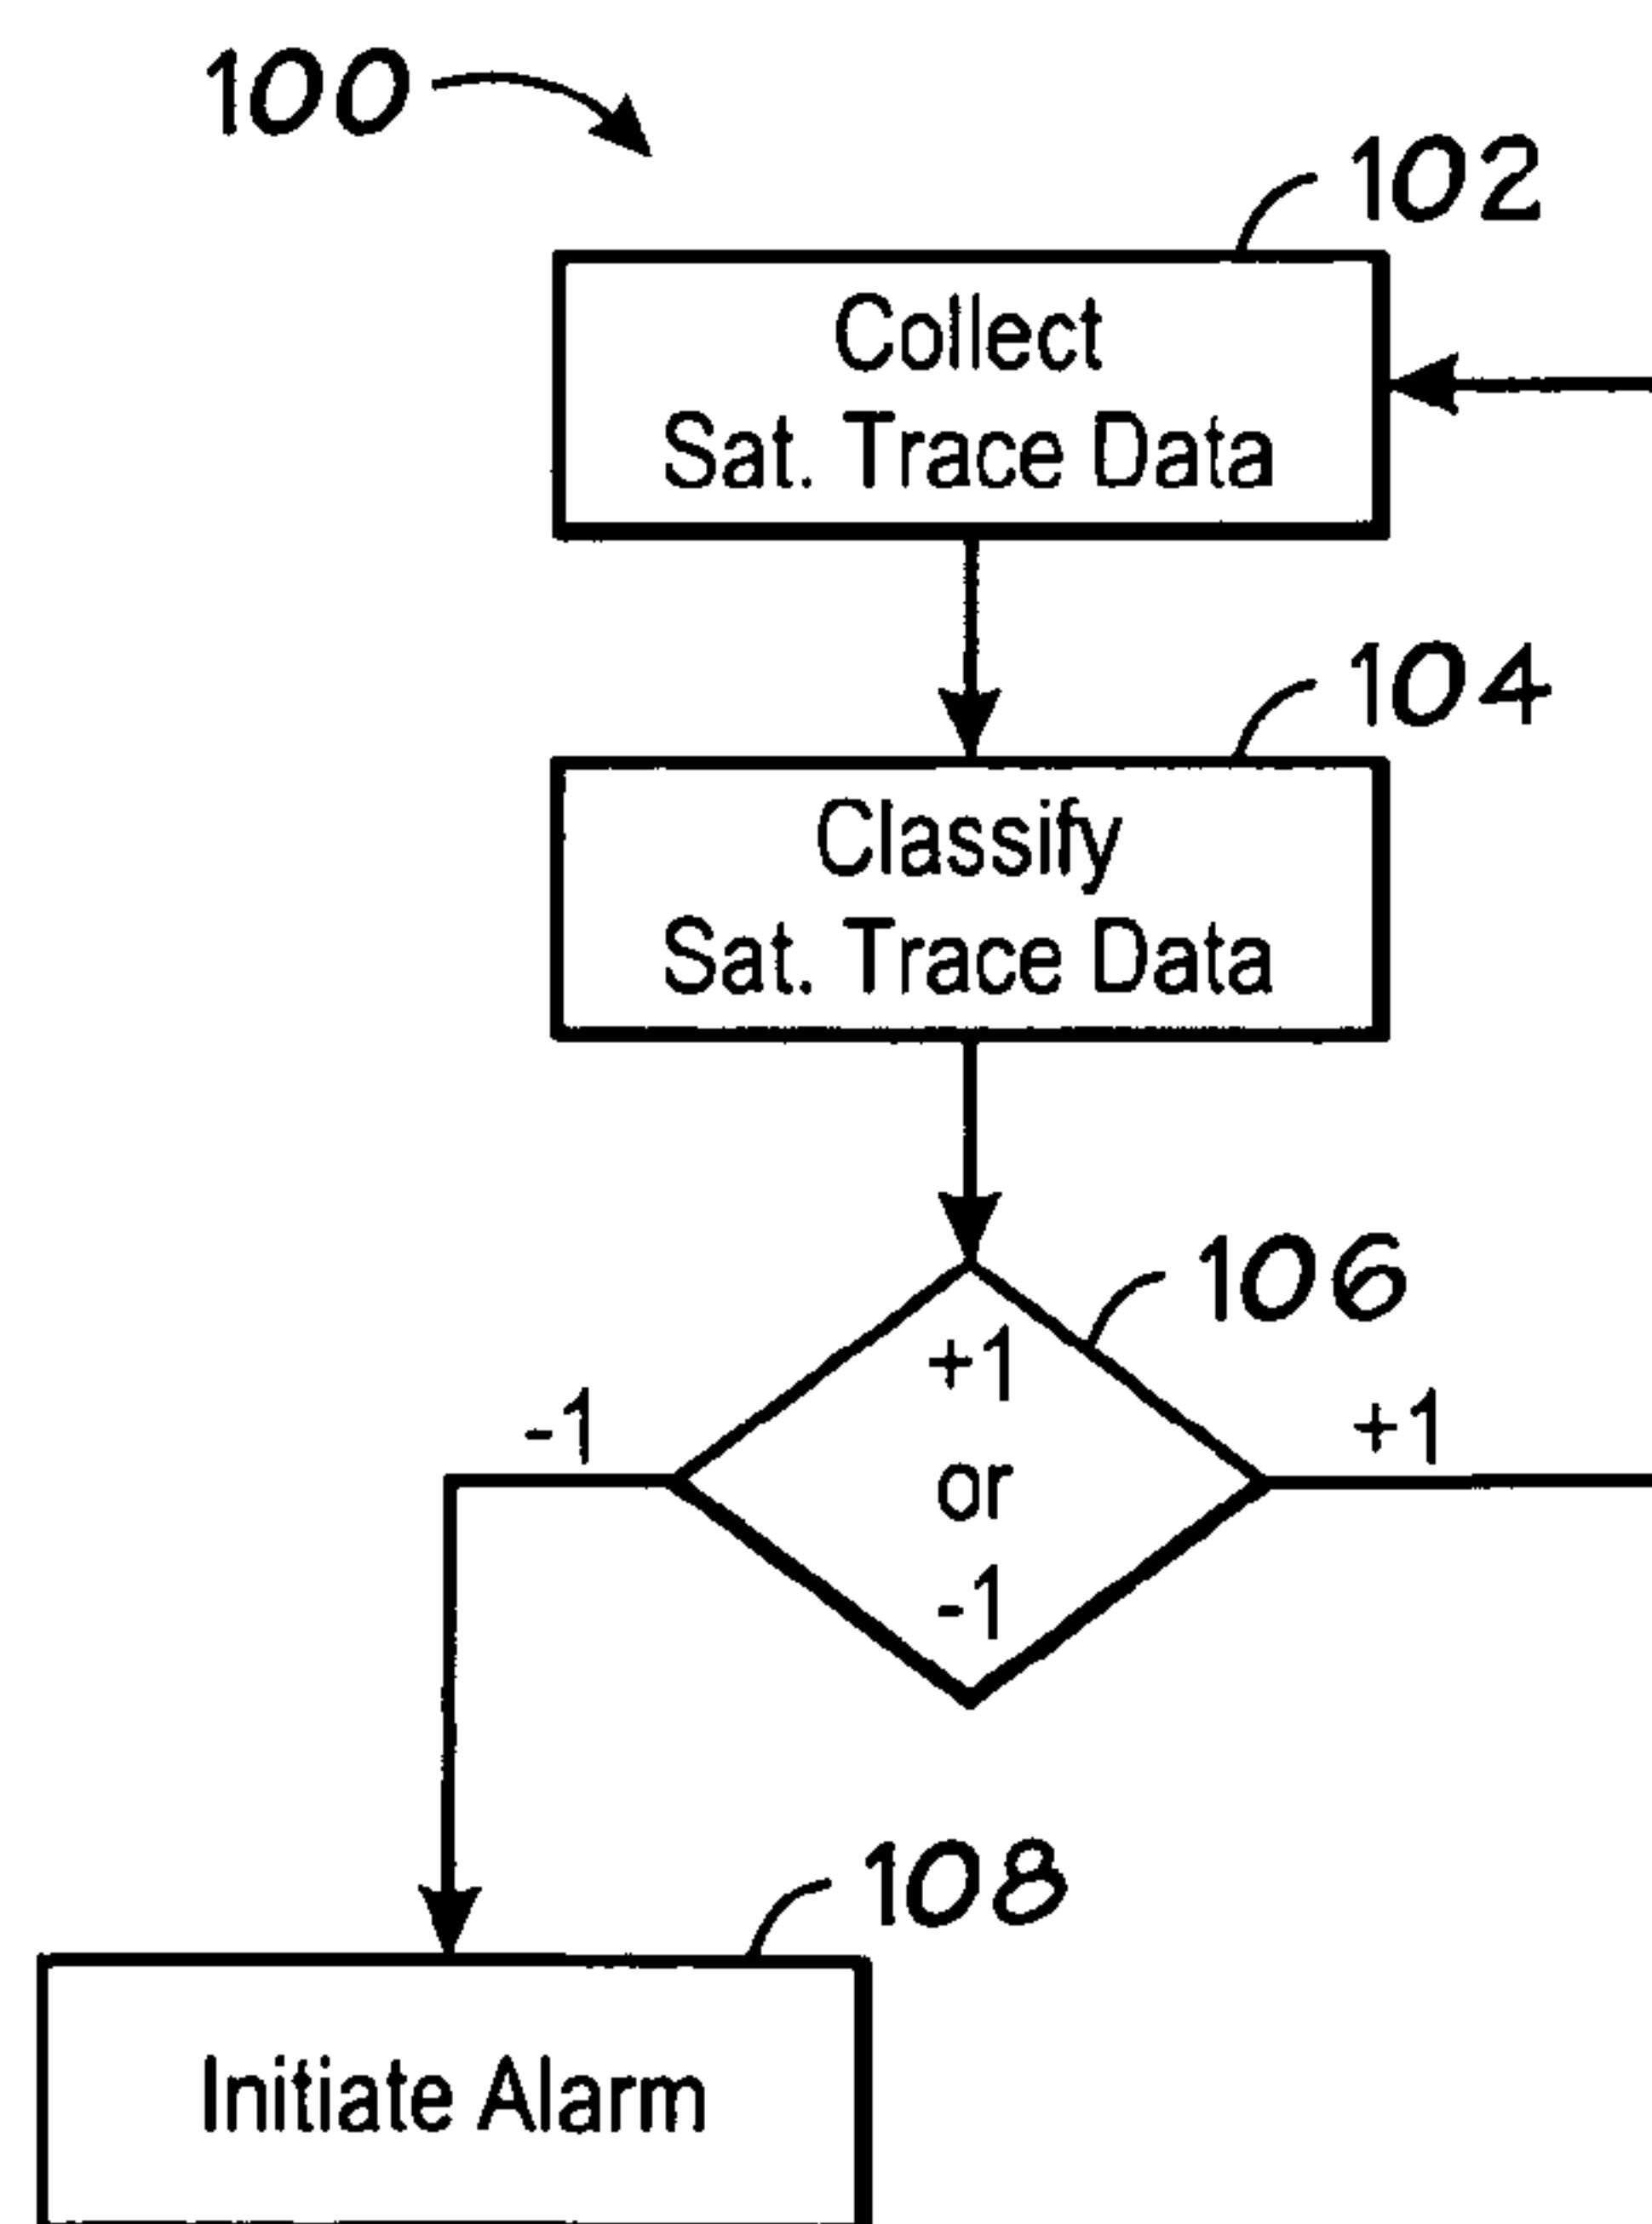 100
102
Collect
Sat. Trace Data
104
Classify
Sat. Trace Data
106
+1
or
-1
-1
+1
108
Initiate Alarm